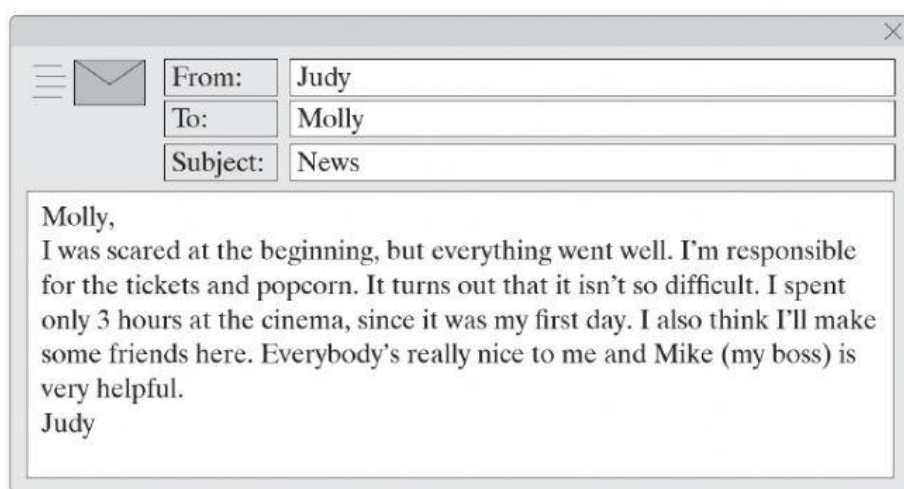 From: Judy
To: Molly
Subject: News
Molly,
I was scared at the beginning, but everything went well. I'm responsible
for the tickets and popcorn. It turns out that it isn't so difficult. I spent
only 3 hours at the cinema, since it was my first day. I also think I'll make
some friends here. Everybody's really nice to me and Mike (my boss) is
very helpful.
Judy